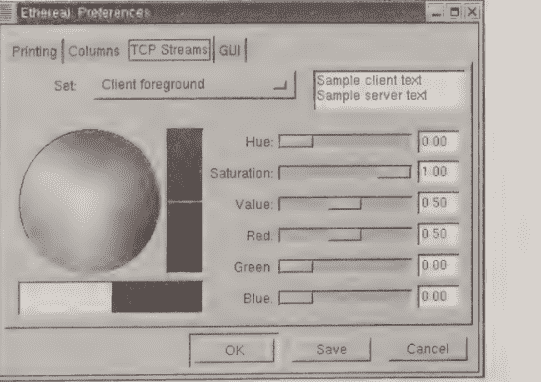 Ethereal: Preferences
Printing Columns TCP Streams GUI
Set: Client foreground
Sample client text
Sample server text
Hue: 0.00
Saturation: 1.00
Value: 0.50
Red: 0.50
Green: 0.00
Blue: 0.00
OK Save Cancel